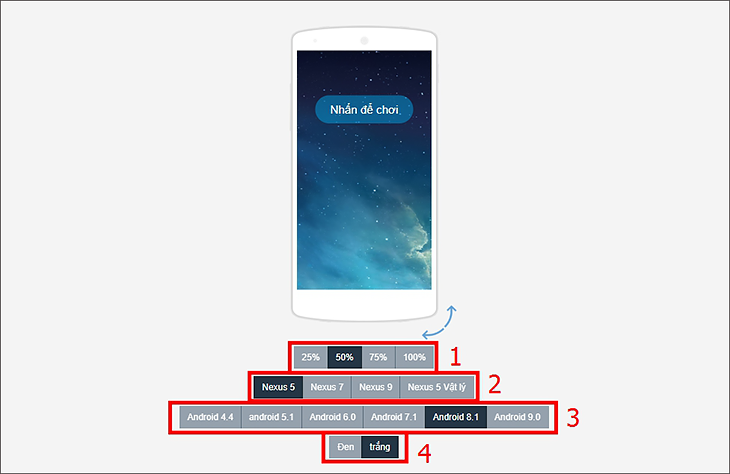 Nhấn để chơi
25% 50% 75% 100% 1
Nexus 5 Nexus 7 Nexus 9 Nexus 5 Vật lý 2
Android 4.4 android 5.1 Android 6.0 Android 7.1 Android 8.1 Android 9.0 3
Đen trắng 4